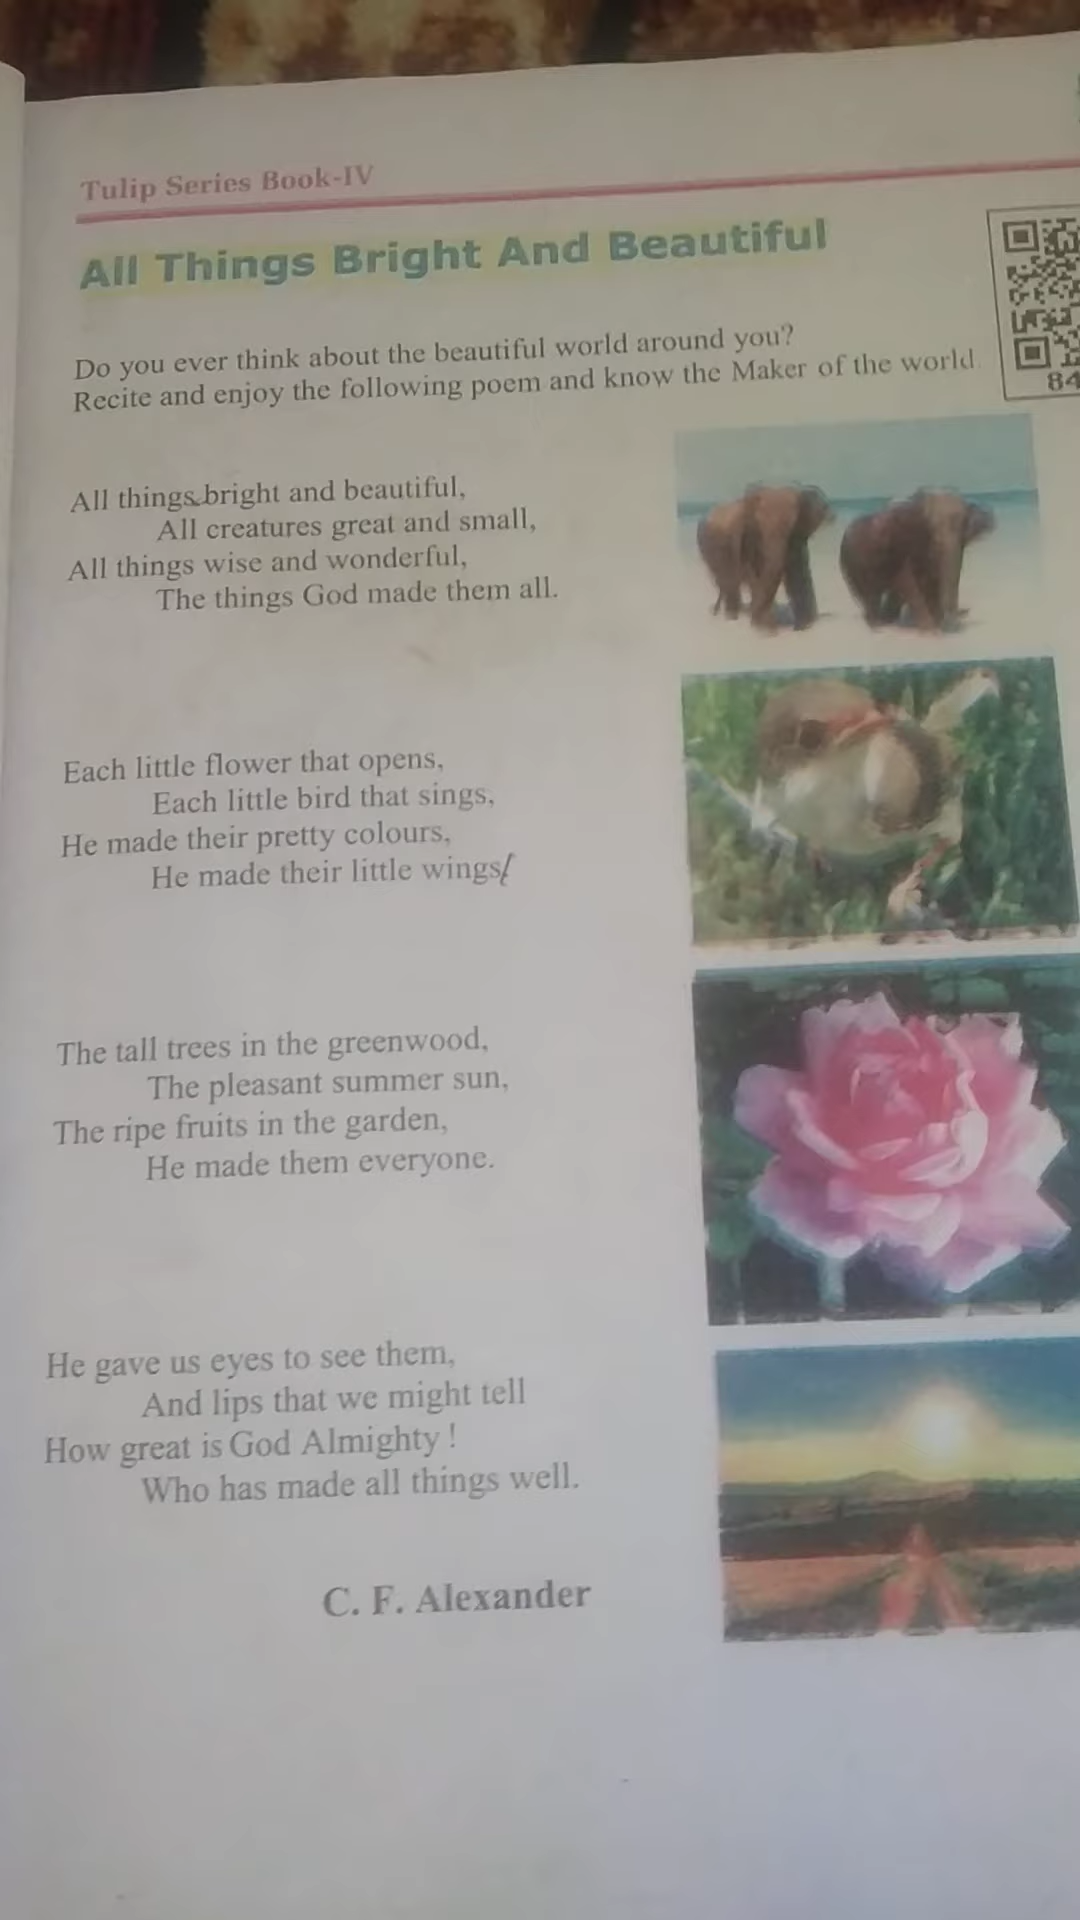 Tulip Series Book-IV
All Things Bright And Beautiful
Do you ever think about the beautiful world around you?
Recite and enjoy the following poem and know the Maker of the world.
84
All things bright and beautiful,
All creatures great and small,
All things wise and wonderful,
The things God made them all.
Each little flower that opens,
Each little bird that sings,
He made their pretty colours,
He made their little wings.
The tall trees in the greenwood,
The pleasant summer sun,
The ripe fruits in the garden,
He made them everyone.
He gave us eyes to see them,
And lips that we might tell
How great is God Almighty !
Who has made all things well.
C. F. Alexander